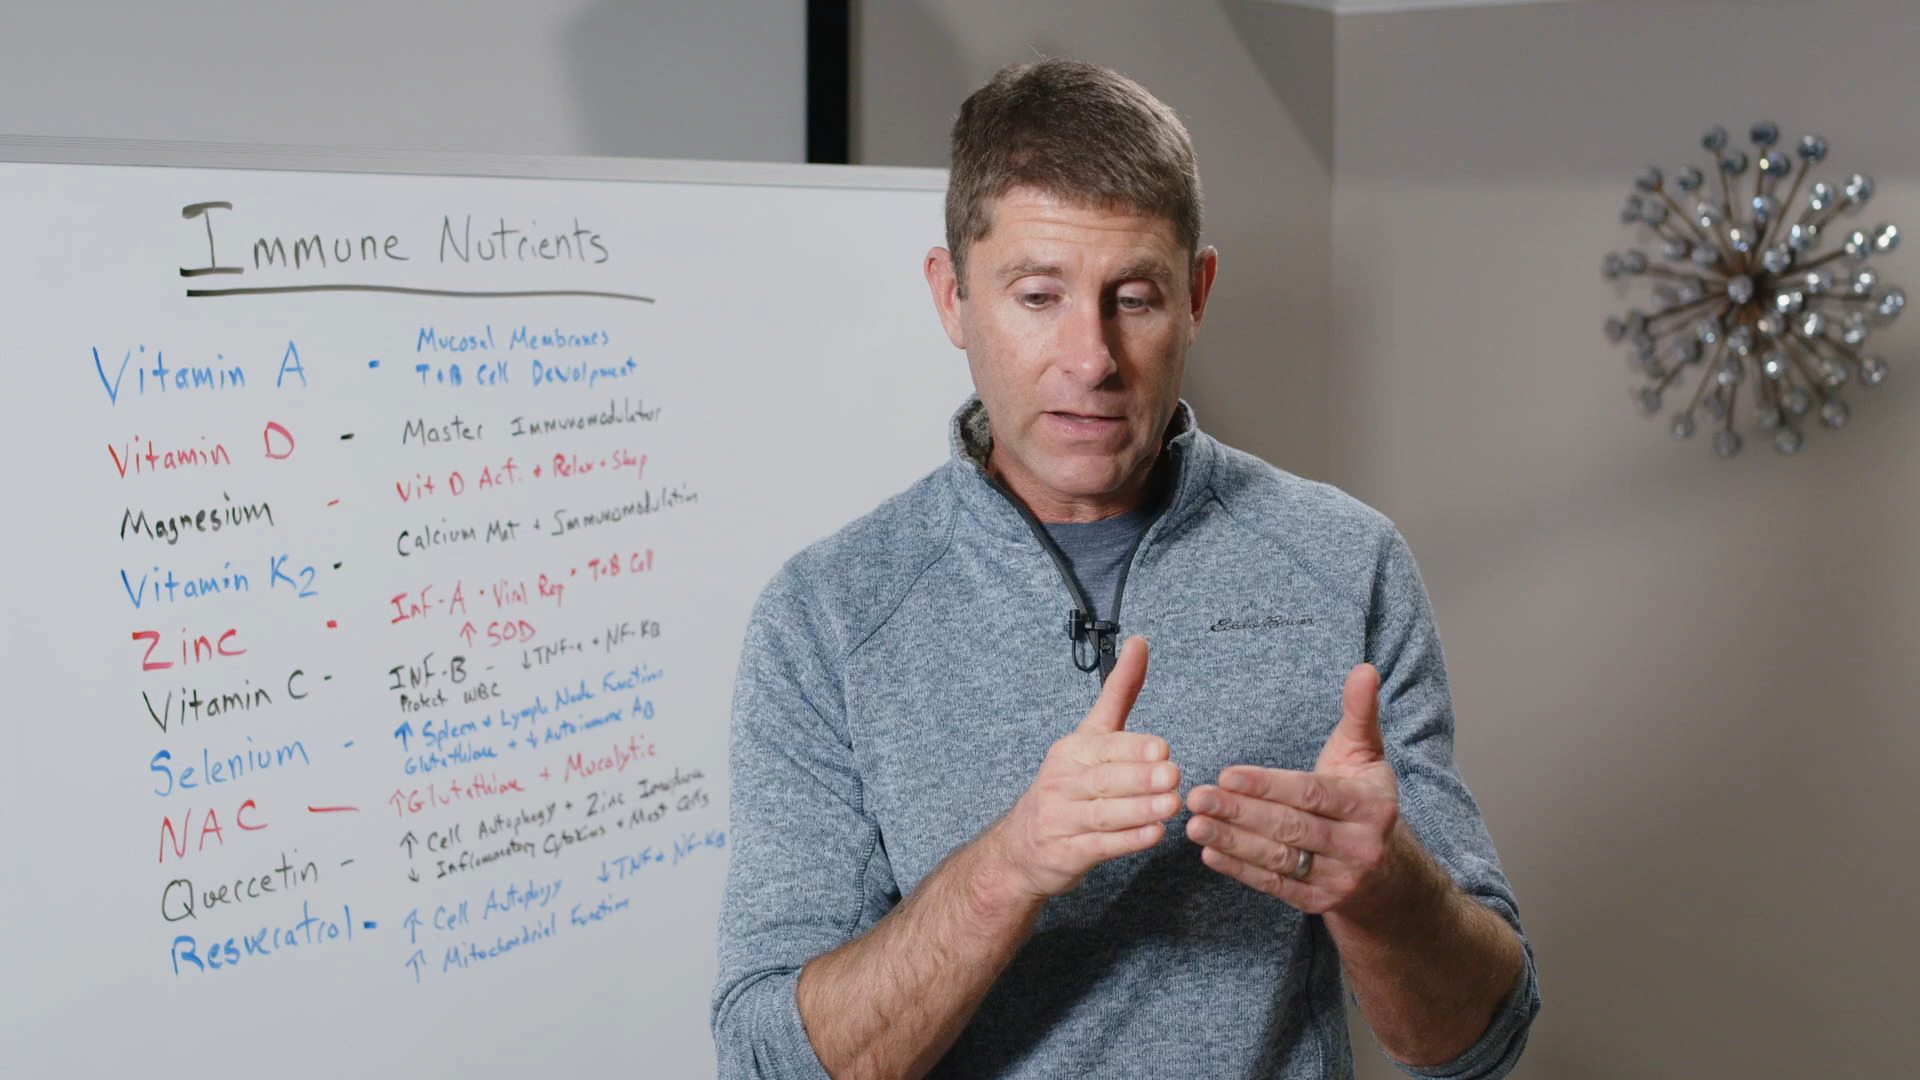 Immune Nutrients
Vitamin A - Mucosal Membranes
T+B Cell Devolpment
Vitamin D - Master Immunomodulator
Magnesium - Vit D Act. + Relax + Sleep
Vitamin K2 - Calcium Met + Immunomodulation
Zinc - INF-A • Viral Rep • T+B Cell
↑ SOD
Vitamin C - INF-B - ↓TNF-α + NF-KB
Protect WBC
Selenium - ↑ Spleen + Lymph Node Function
Glutathione + ↓ Autoimmune AB
NAC - ↑Glutathione + Mucolytic
Quercetin - ↑ Cell Autophagy + Zinc Ionophore
↓ Inflammatory Cytokines + Mast Cells
Resveratrol - ↑ Cell Autophagy ↓TNF+ NF-KB
↑ Mitochondrial Function
Eddie Bauer